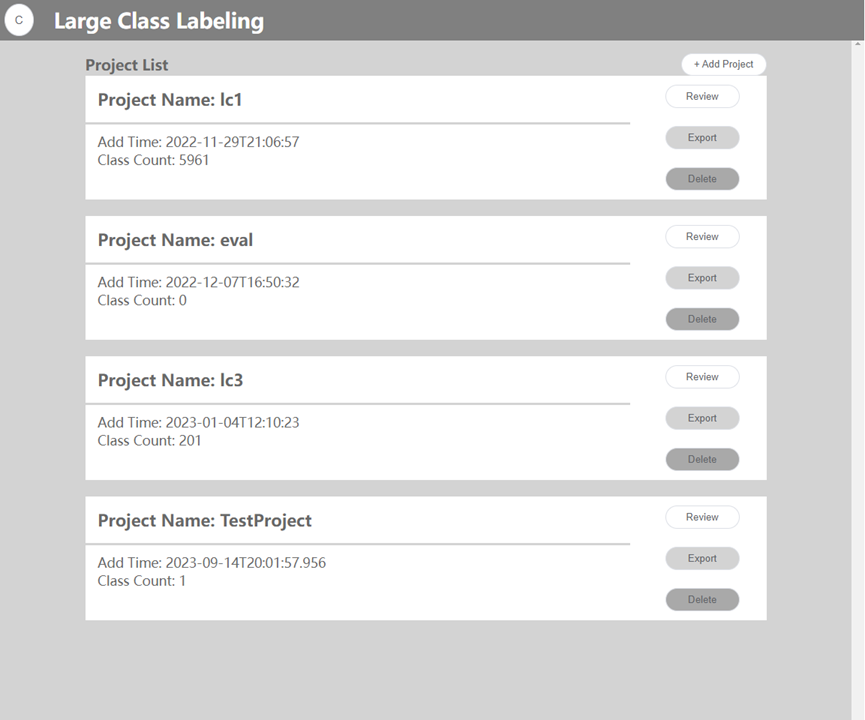 C
Large Class Labeling
Project List
+ Add Project
Project Name: lc1
Review
Add Time: 2022-11-29T21:06:57
Export
Class Count: 5961
Delete
Project Name: eval
Review
Add Time: 2022-12-07T16:50:32
Export
Class Count: 0
Delete
Project Name: lc3
Review
Add Time: 2023-01-04T12:10:23
Export
Class Count: 201
Delete
Project Name: TestProject
Review
Add Time: 2023-09-14T20:01:57.956
Export
Class Count: 1
Delete